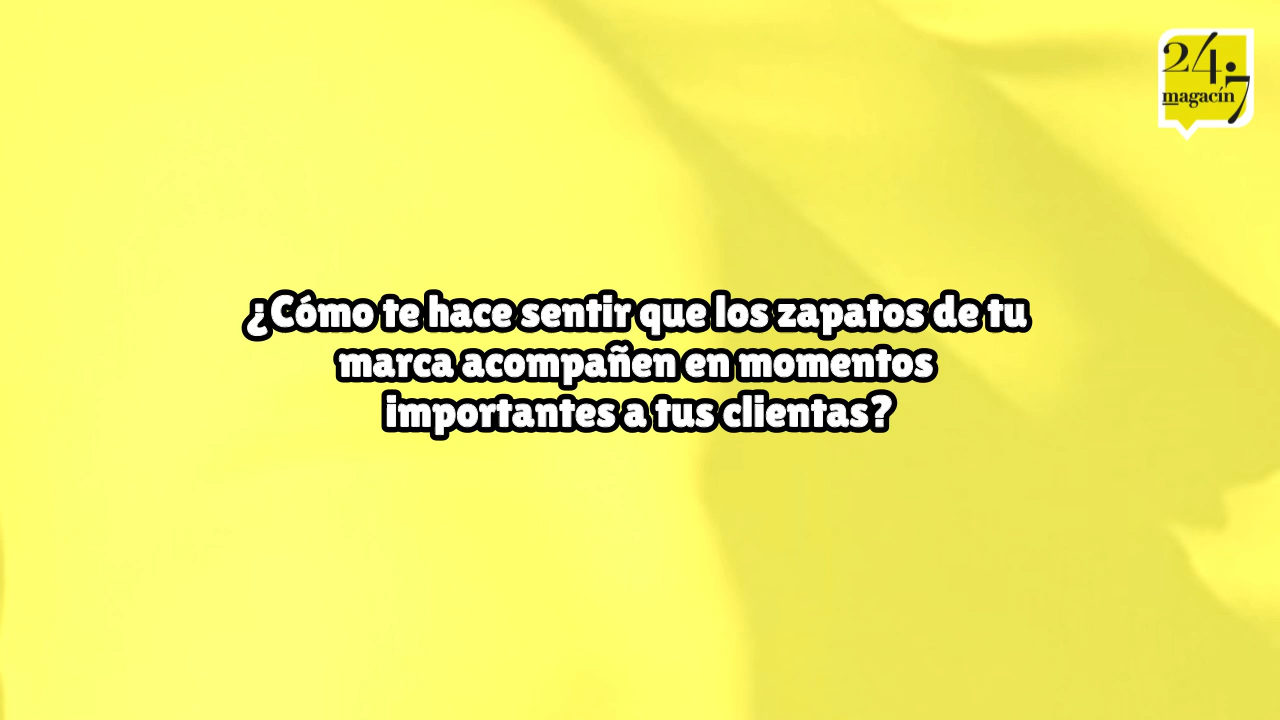 24.7
magacín
¿Cómo te hace sentir que los zapatos de tu
marca acompañen en momentos
importantes a tus clientas?